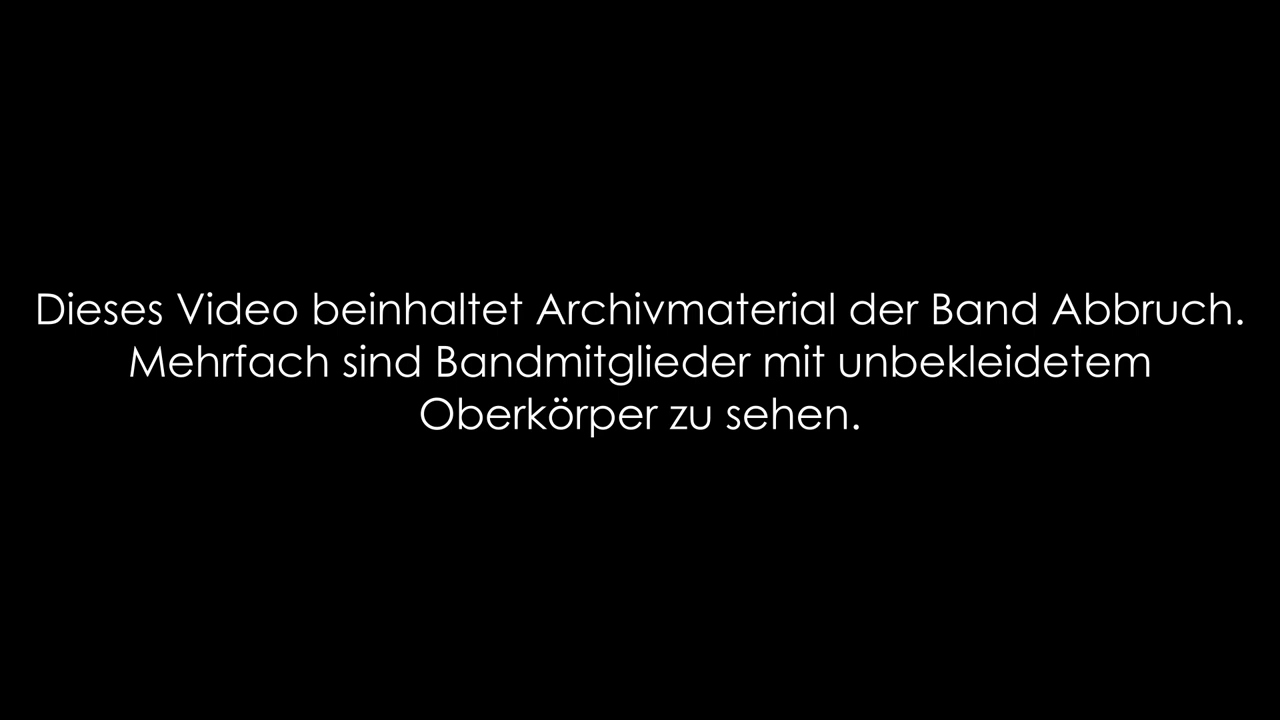 Dieses Video beinhaltet Archivmaterial der Band Abbruch.
Mehrfach sind Bandmitglieder mit unbekleidetem
Oberkörper zu sehen.